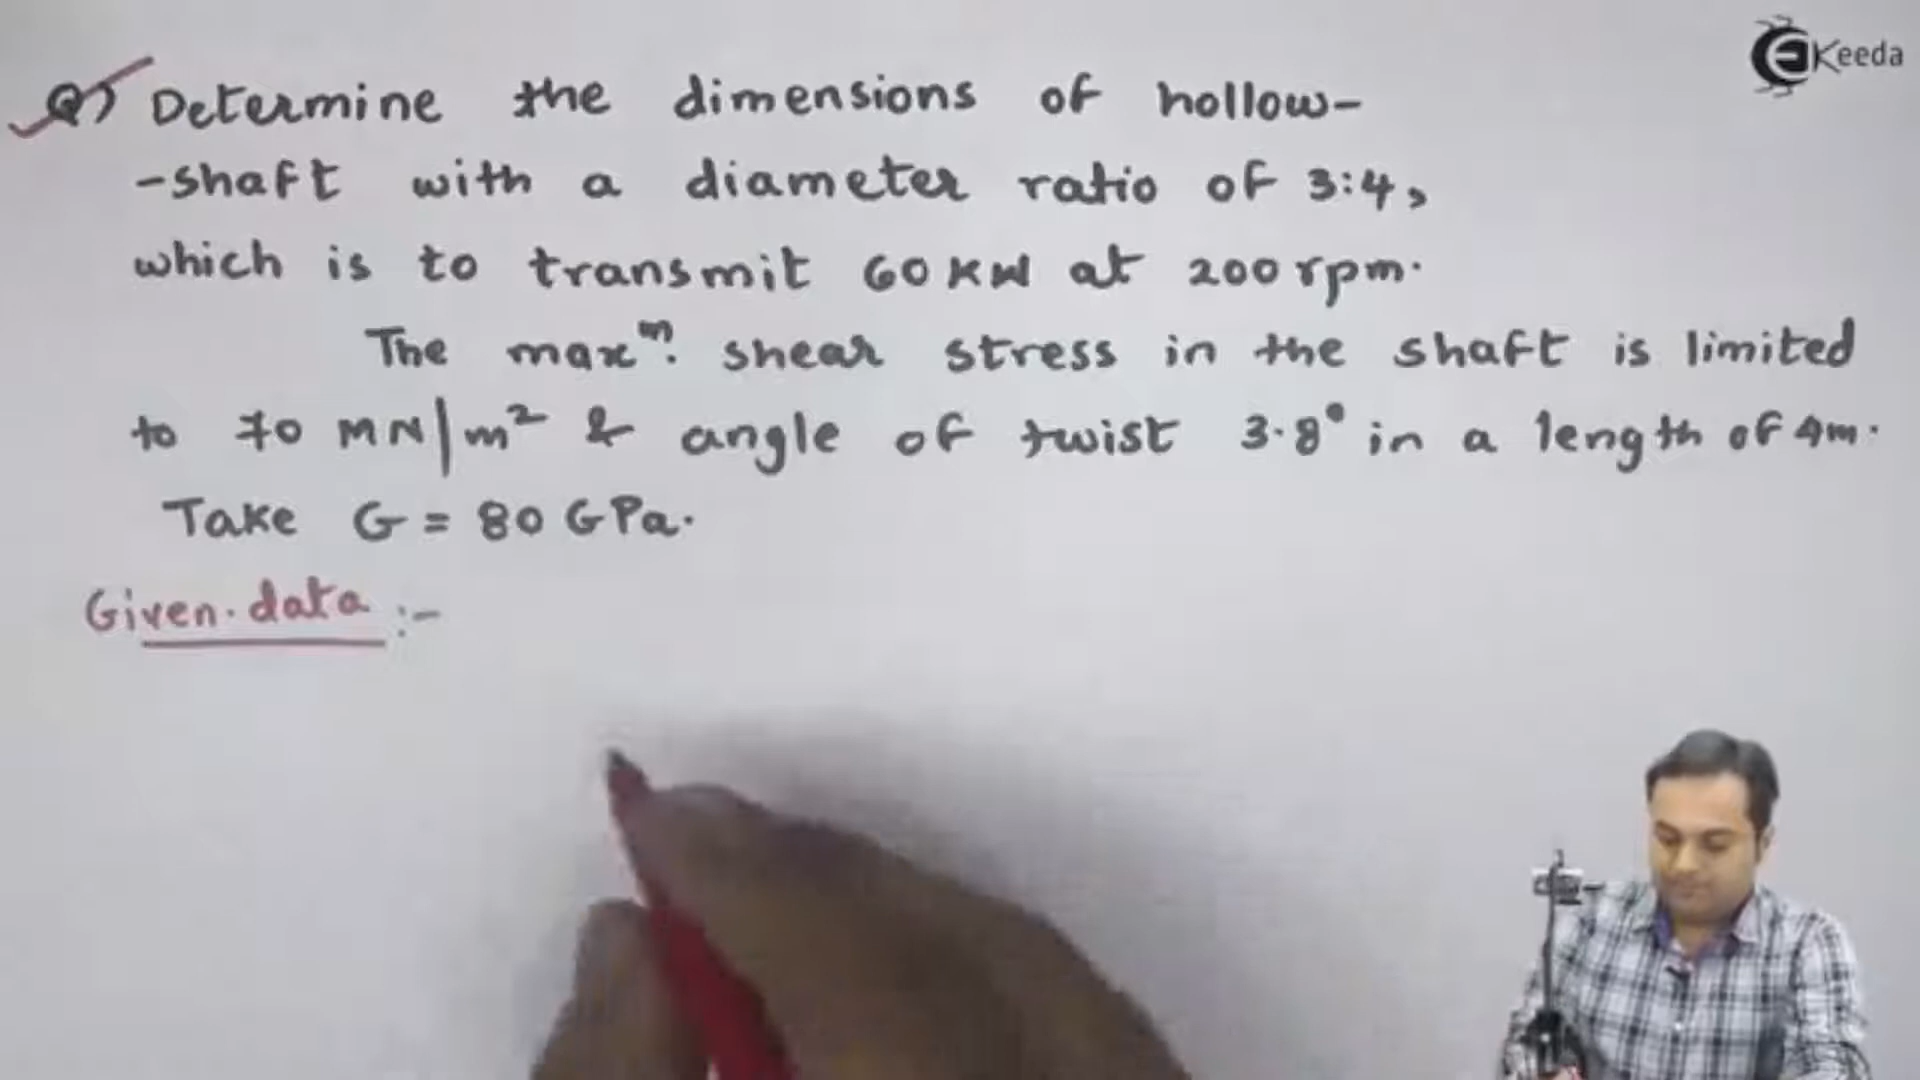 Keeda
Q) Determine the dimensions of hollow-
-shaft with a diameter ratio of 3:4,
which is to transmit 60 KW at 200 rpm.
The maxᵐ. shear stress in the shaft is limited
to 70 MN/m² & angle of twist 3.8° in a length of 4m.
Take G = 80 GPa.
Given data :-